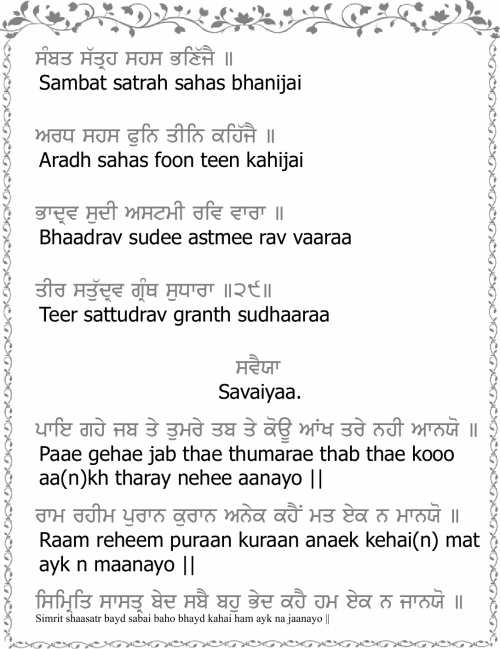 ਸੰਬਤ ਸੱਤ੍ਰਹ ਸਹਸ ਭਣਿੱਜੈ ॥
Sambat satrah sahas bhanijai
ਅਰਧ ਸਹਸ ਫੁਨਿ ਤੀਨਿ ਕਹਿੱਜੈ ॥
Aradh sahas foon teen kahijai
ਭਾਦ੍ਰਵ ਸੁਦੀ ਅਸਟਮੀ ਰਵਿ ਵਾਰਾ ॥
Bhaadrav sudee astmee rav vaaraa
ਤੀਰ ਸਤੁੱਦ੍ਰਵ ਗ੍ਰੰਥ ਸੁਧਾਰਾ ॥੨੯॥
Teer sattudrav granth sudhaaraa
ਸਵੈਯਾ
Savaiyaa.
ਪਾਇ ਗਹੇ ਜਬ ਤੇ ਤੁਮਰੇ ਤਬ ਤੇ ਕੋਊ ਆਂਖ ਤਰੇ ਨਹੀ ਆਨਯੋ ॥
Paae gehae jab thae thumarae thab thae kooo
aa(n)kh tharay nehee aanayo ||
ਰਾਮ ਰਹੀਮ ਪੁਰਾਨ ਕੁਰਾਨ ਅਨੇਕ ਕਹੈਂ ਮਤ ਏਕ ਨ ਮਾਨਯੋ ॥
Raam reheem puraan kuraan anaek kehai(n) mat
ayk n maanayo ||
ਸਿਮ੍ਰਿਤਿ ਸਾਸਤ੍ਰ ਬੇਦ ਸਬੈ ਬਹੁ ਭੇਦ ਕਹੈ ਹਮ ਏਕ ਨ ਜਾਨਯੋ ॥
Simrit shaasatr bayd sabai baho bhayd kahai ham ayk na jaanayo ||